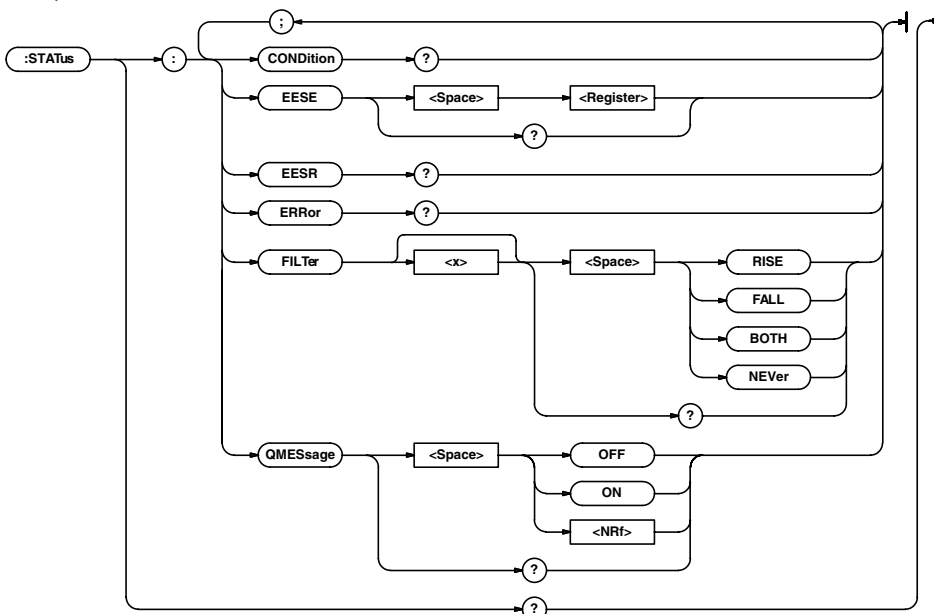 ;
:STATus : CONDition ?
EESE <Space> <Register>
?
EESR ?
ERRor ?
FILTer <x> <Space> RISE
FALL
BOTH
NEVer
?
QMESsage <Space> OFF
ON
<NRf>
?
?